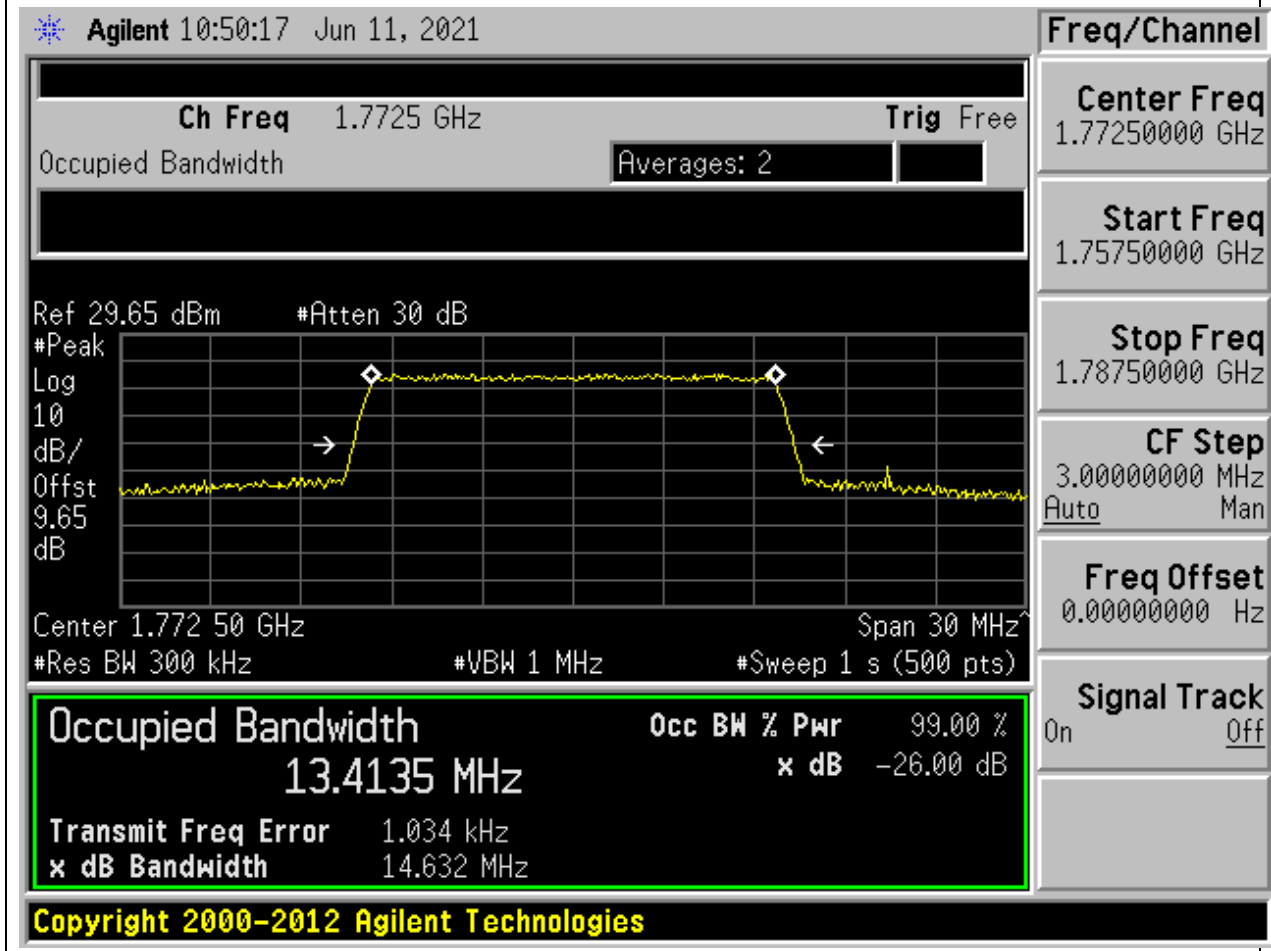 Agilent 10:50:17 Jun 11, 2021
Freq/Channel
Ch Freq 1.7725 GHz Trig Free
Occupied Bandwidth Averages: 2
Center Freq
1.77250000 GHz
Start Freq
1.75750000 GHz
Stop Freq
1.78750000 GHz
CF Step
3.00000000 MHz
Auto Man
Freq Offset
0.00000000 Hz
Signal Track
On Off
Ref 29.65 dBm #Atten 30 dB
#Peak
Log
10
dB/
Offst
9.65
dB
Center 1.772 50 GHz Span 30 MHz^
#Res BW 300 kHz #VBW 1 MHz #Sweep 1 s (500 pts)
Occupied Bandwidth Occ BW % Pwr 99.00 %
13.4135 MHz x dB -26.00 dB
Transmit Freq Error 1.034 kHz
x dB Bandwidth 14.632 MHz
Copyright 2000-2012 Agilent Technologies